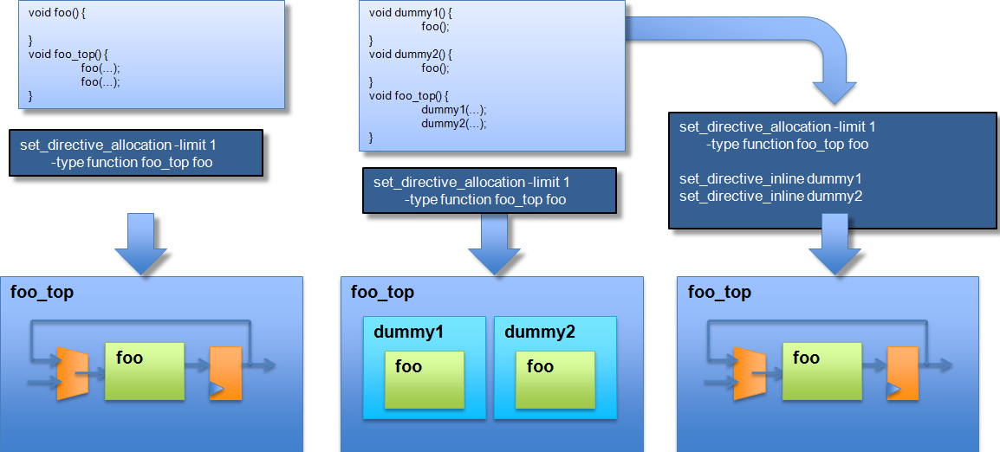 void foo() {
}
void foo_top() {
foo(…);
foo(…);
}
set_directive_allocation -limit 1
-type function foo_top foo
foo_top
foo
void dummy1() {
foo();
}
void dummy2() {
foo();
}
void foo_top() {
dummy1(…);
dummy2(…);
}
set_directive_allocation -limit 1
-type function foo_top foo
foo_top
dummy1
foo
dummy2
foo
set_directive_allocation -limit 1
-type function foo_top foo
set_directive_inline dummy1
set_directive_inline dummy2
foo_top
foo